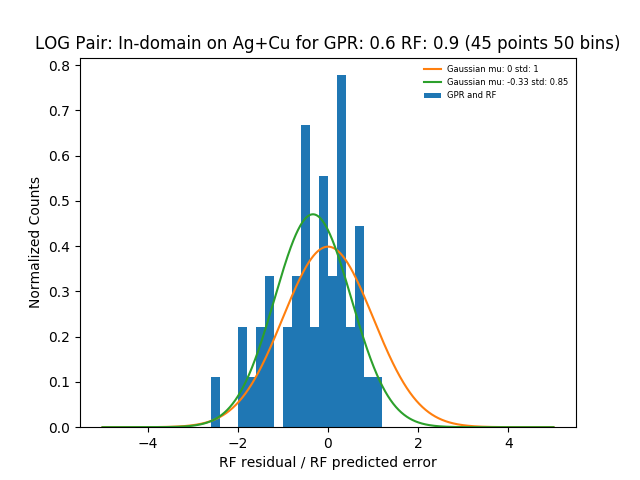 LOG Pair: In-domain on Ag+Cu for GPR: 0.6 RF: 0.9 (45 points 50 bins)
Gaussian mu: 0 std: 1
Gaussian mu: -0.33 std: 0.85
GPR and RF
Normalized Counts
0.8
0.7
0.6
0.5
0.4
0.3
0.2
0.1
0.0
−4 −2 0 2 4
RF residual / RF predicted error